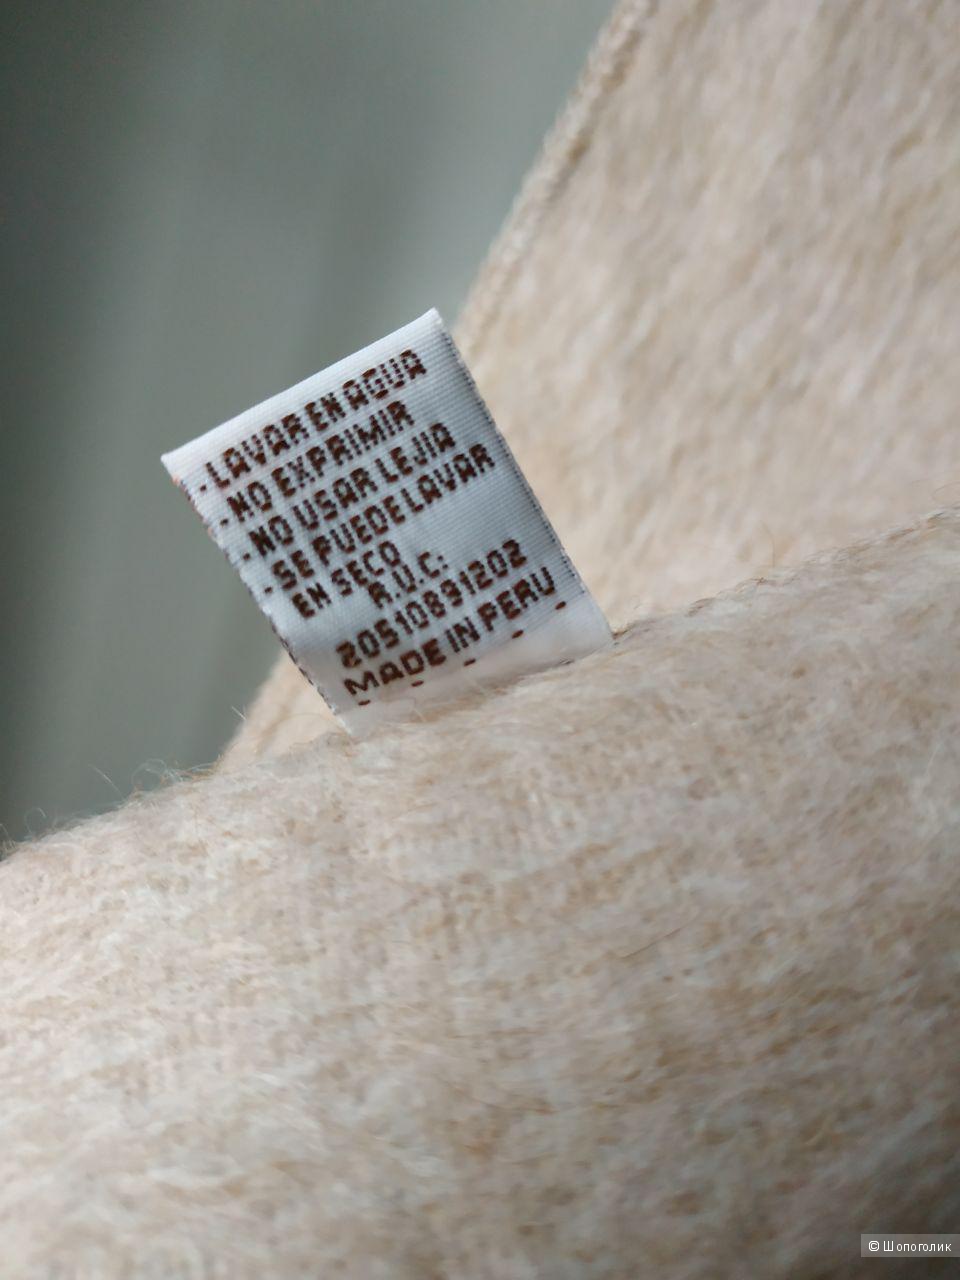 -LAVAR EN AGUA
-NO EXPRIMIR
-NO USAR LEJIA
-SE PUEDE LAVAR
EN SECO
R.U.C:
20510891202
MADE IN PERU
© Шопоголик